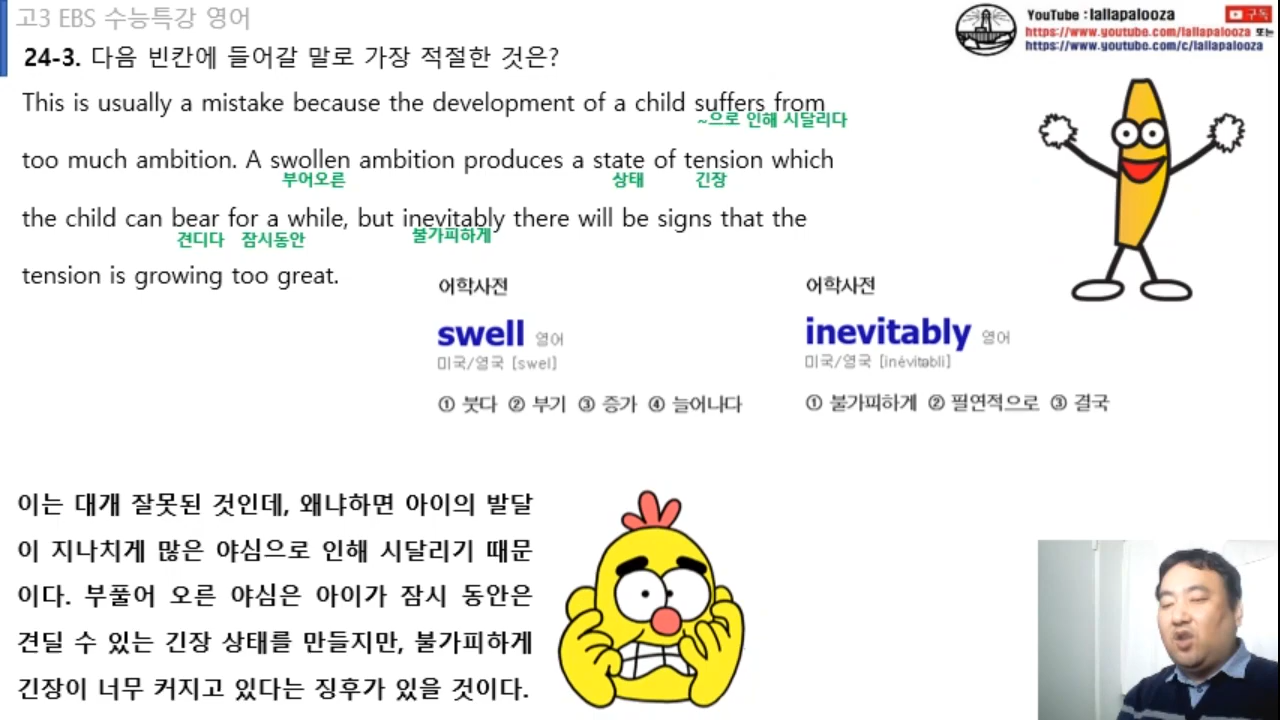 고3 EBS 수능특강 영어
YouTube : lallapalooza
구독
https://www.youtube.com/lallapalooza 또는
https://www.youtube.com/c/lallapalooza
24-3. 다음 빈칸에 들어갈 말로 가장 적절한 것은?
This is usually a mistake because the development of a child suffers from
~으로 인해 시달리다
too much ambition. A swollen ambition produces a state of tension which
부어오른 상태 긴장
the child can bear for a while, but inevitably there will be signs that the
견디다 잠시동안 불가피하게
tension is growing too great.
어학사전
swell 영어
미국/영국 [swel]
① 붓다 ② 부기 ③ 증가 ④ 늘어나다
어학사전
inevitably 영어
미국/영국 [inévitəbli]
① 불가피하게 ② 필연적으로 ③ 결국
이는 대개 잘못된 것인데, 왜냐하면 아이의 발달
이 지나치게 많은 야심으로 인해 시달리기 때문
이다. 부풀어 오른 야심은 아이가 잠시 동안은
견딜 수 있는 긴장 상태를 만들지만, 불가피하게
긴장이 너무 커지고 있다는 징후가 있을 것이다.